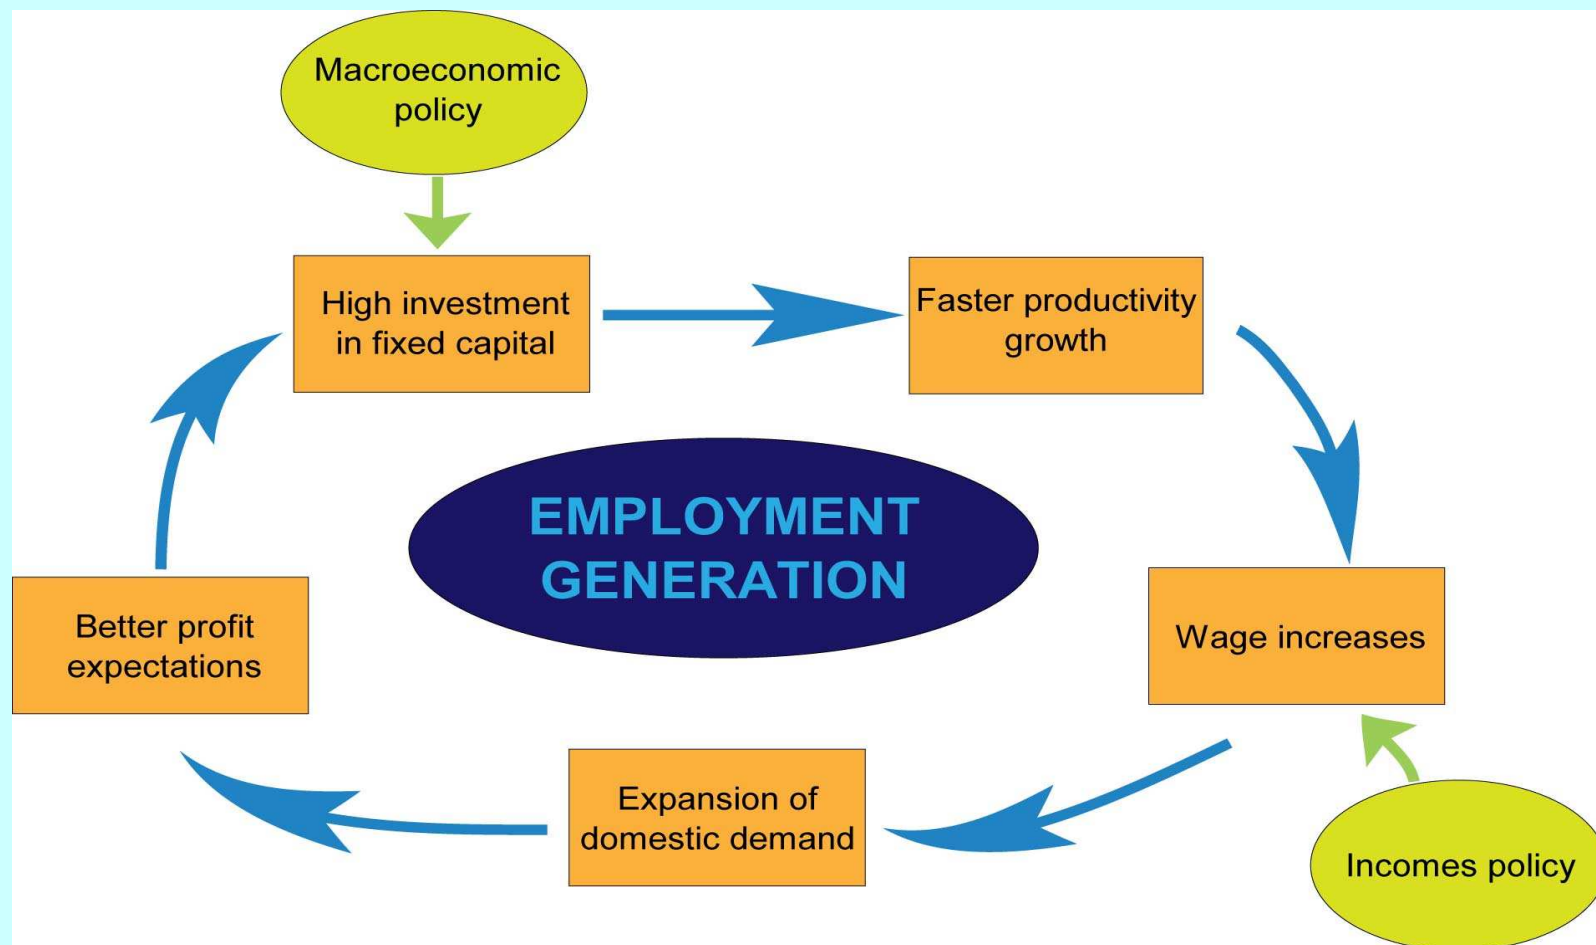 Macroeconomic
policy
High investment
in fixed capital
Faster productivity
growth
EMPLOYMENT
GENERATION
Better profit
expectations
Wage increases
Expansion of
domestic demand
Incomes policy